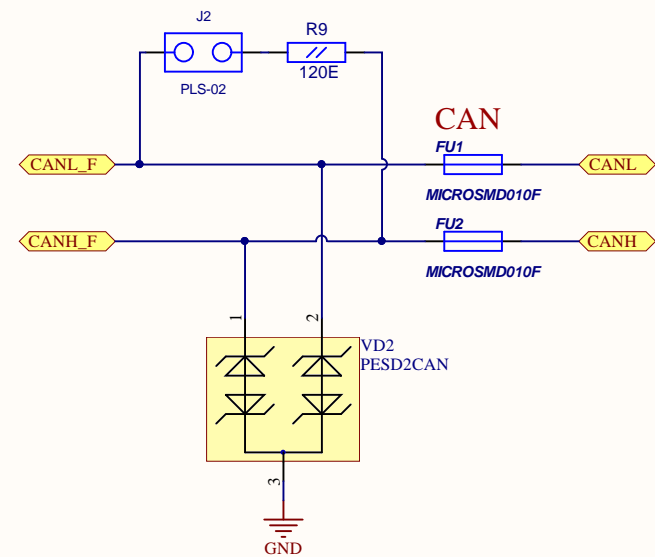 J2
R9
PLS-02
120E
CAN
FU1
CANL_F
CANL
MICROSMD010F
FU2
CANH_F
CANH
MICROSMD010F
1
2
VD2
PESD2CAN
3
GND